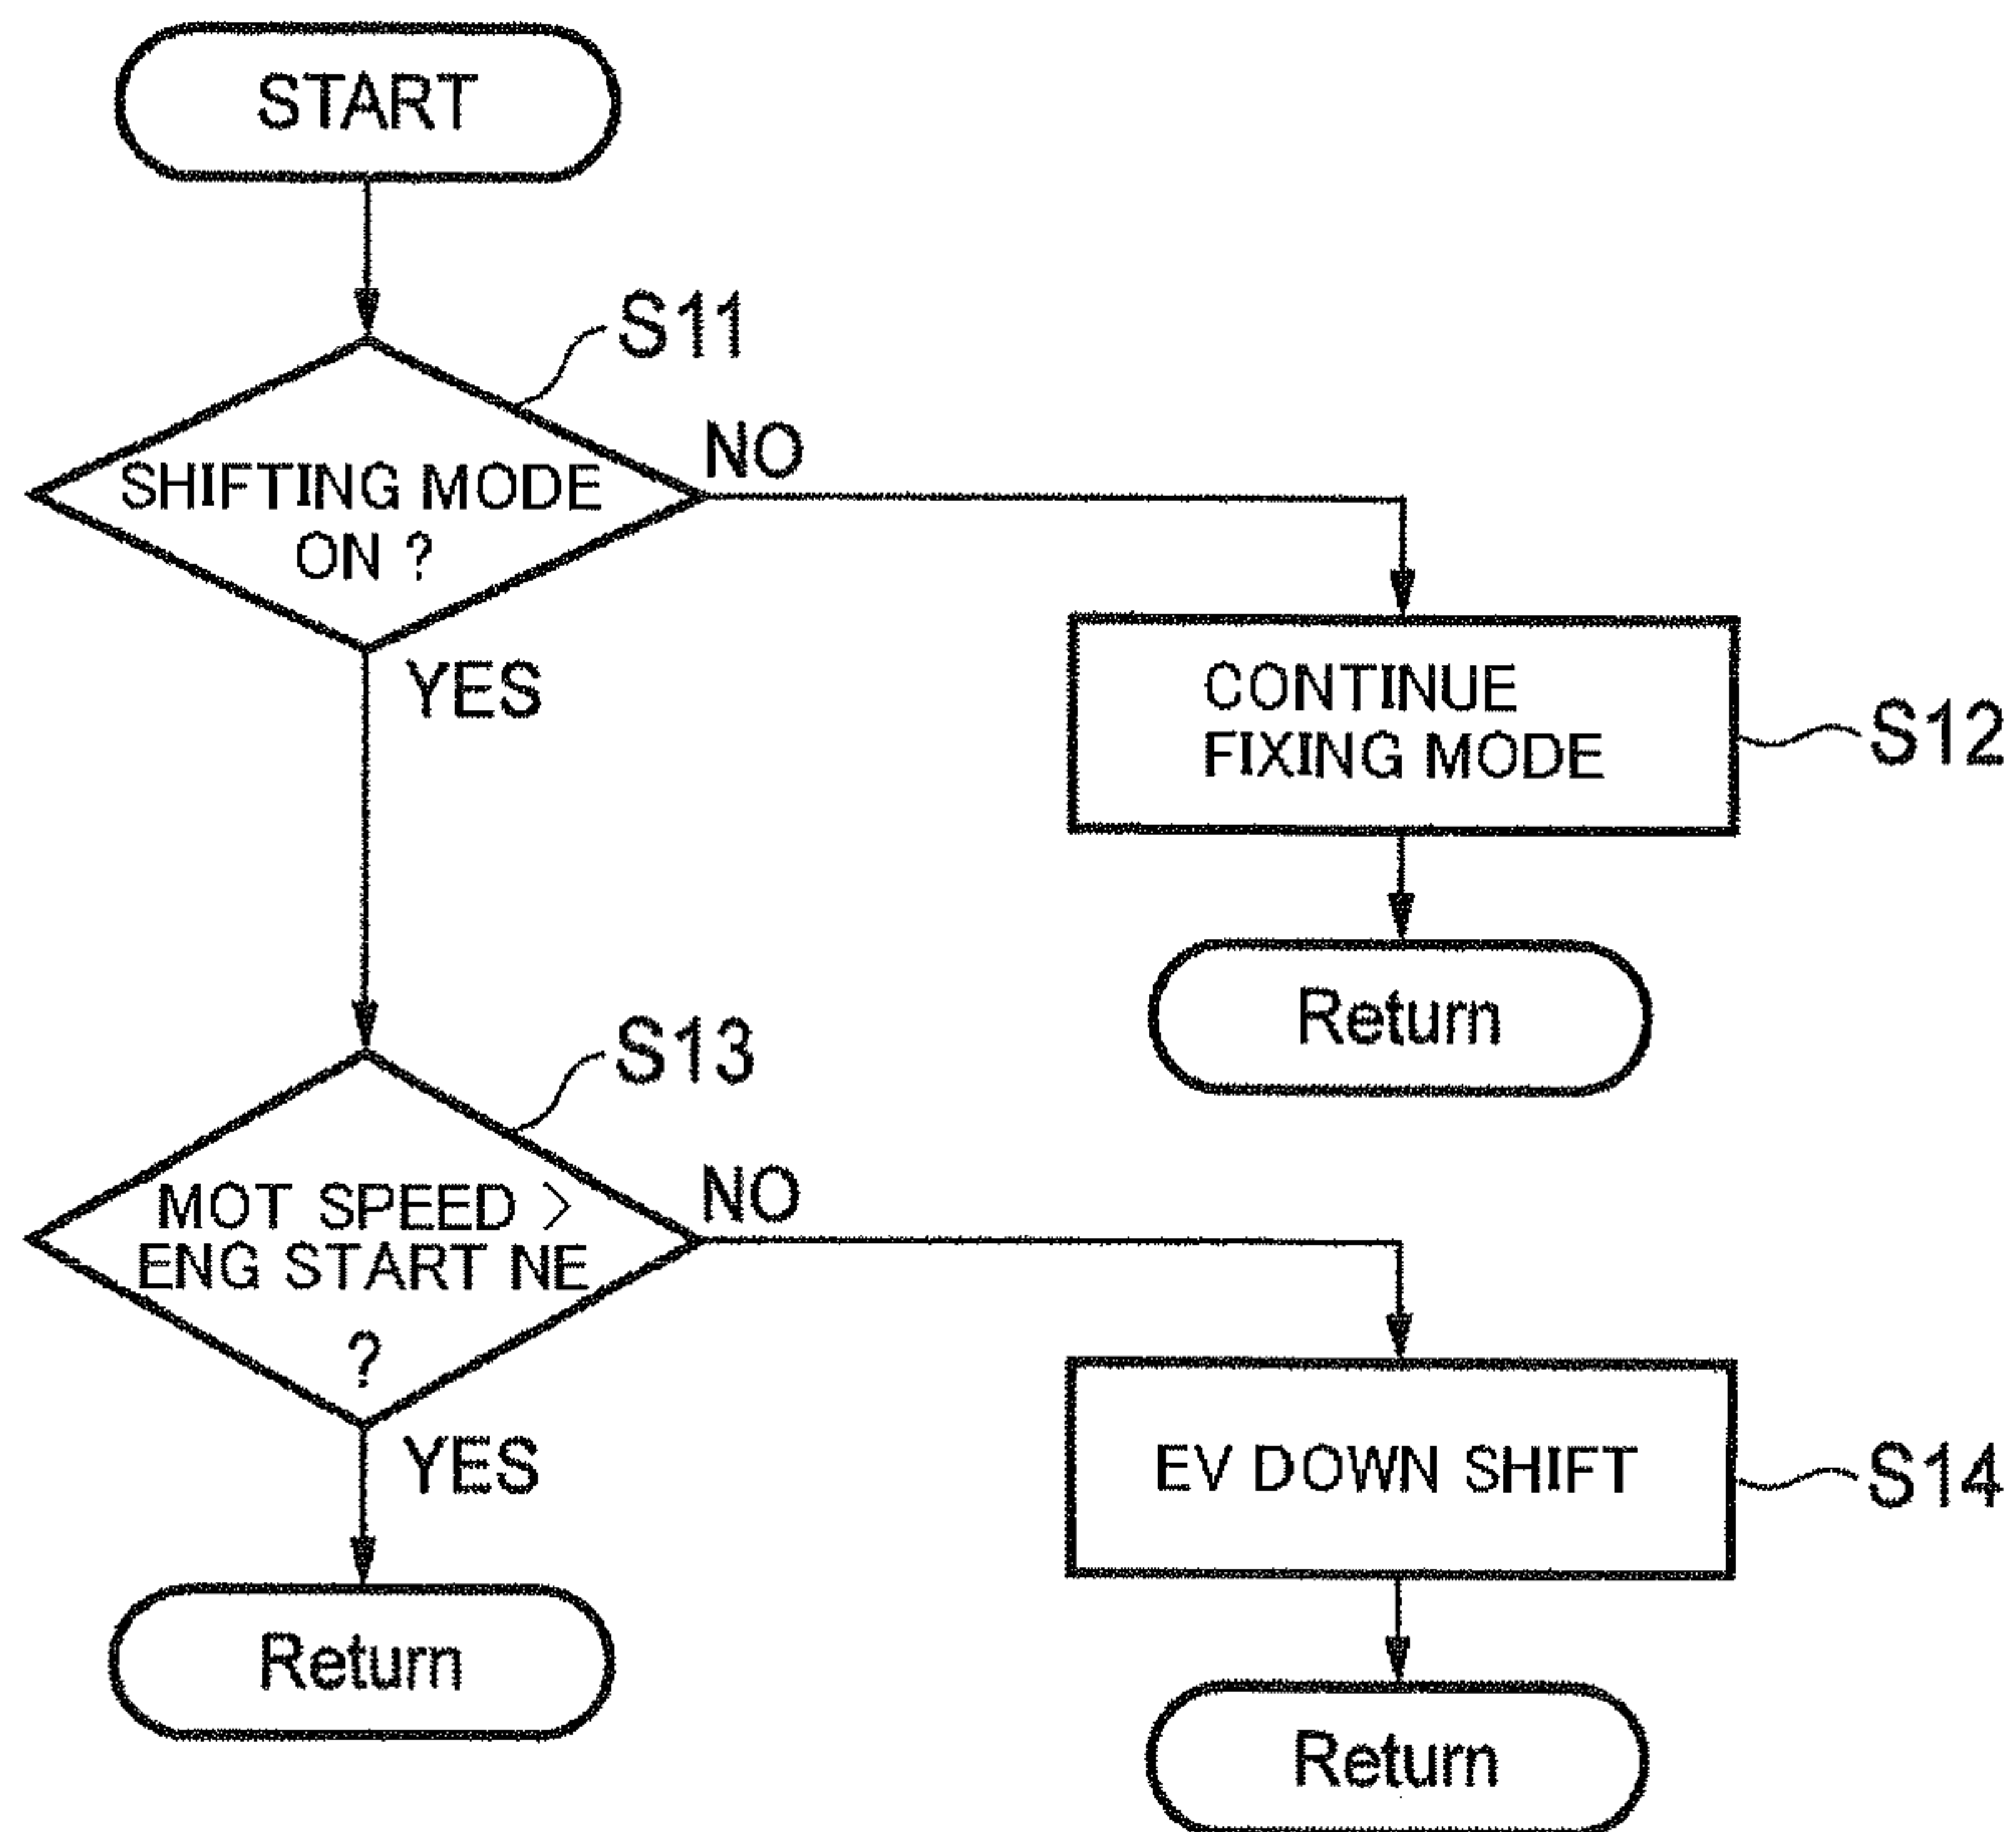 START
S11
SHIFTING MODE
ON ?
NO
YES
CONTINUE
FIXING MODE
S12
Return
S13
MOT SPEED >
ENG START NE
?
NO
YES
EV DOWN SHIFT
S14
Return
Return